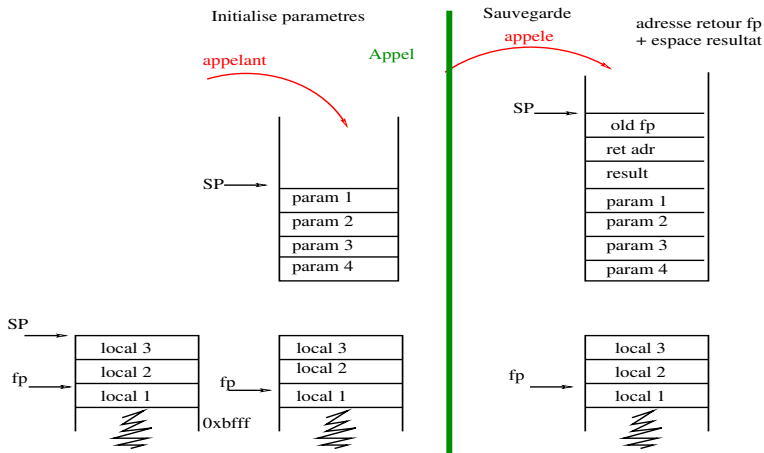 Initialise parametres
Sauvegarde
adresse retour fp
+ espace resultat
appelant
Appel
appele
SP
param 1
param 2
param 3
param 4
SP
old fp
ret adr
result
param 1
param 2
param 3
param 4
SP
fp
local 3
local 2
local 1
0xbfff
fp
local 3
local 2
local 1
fp
local 3
local 2
local 1